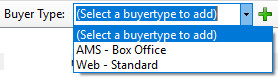 Buyer Type: (Select a buyertype to add)
(Select a buyertype to add)
AMS - Box Office
Web - Standard